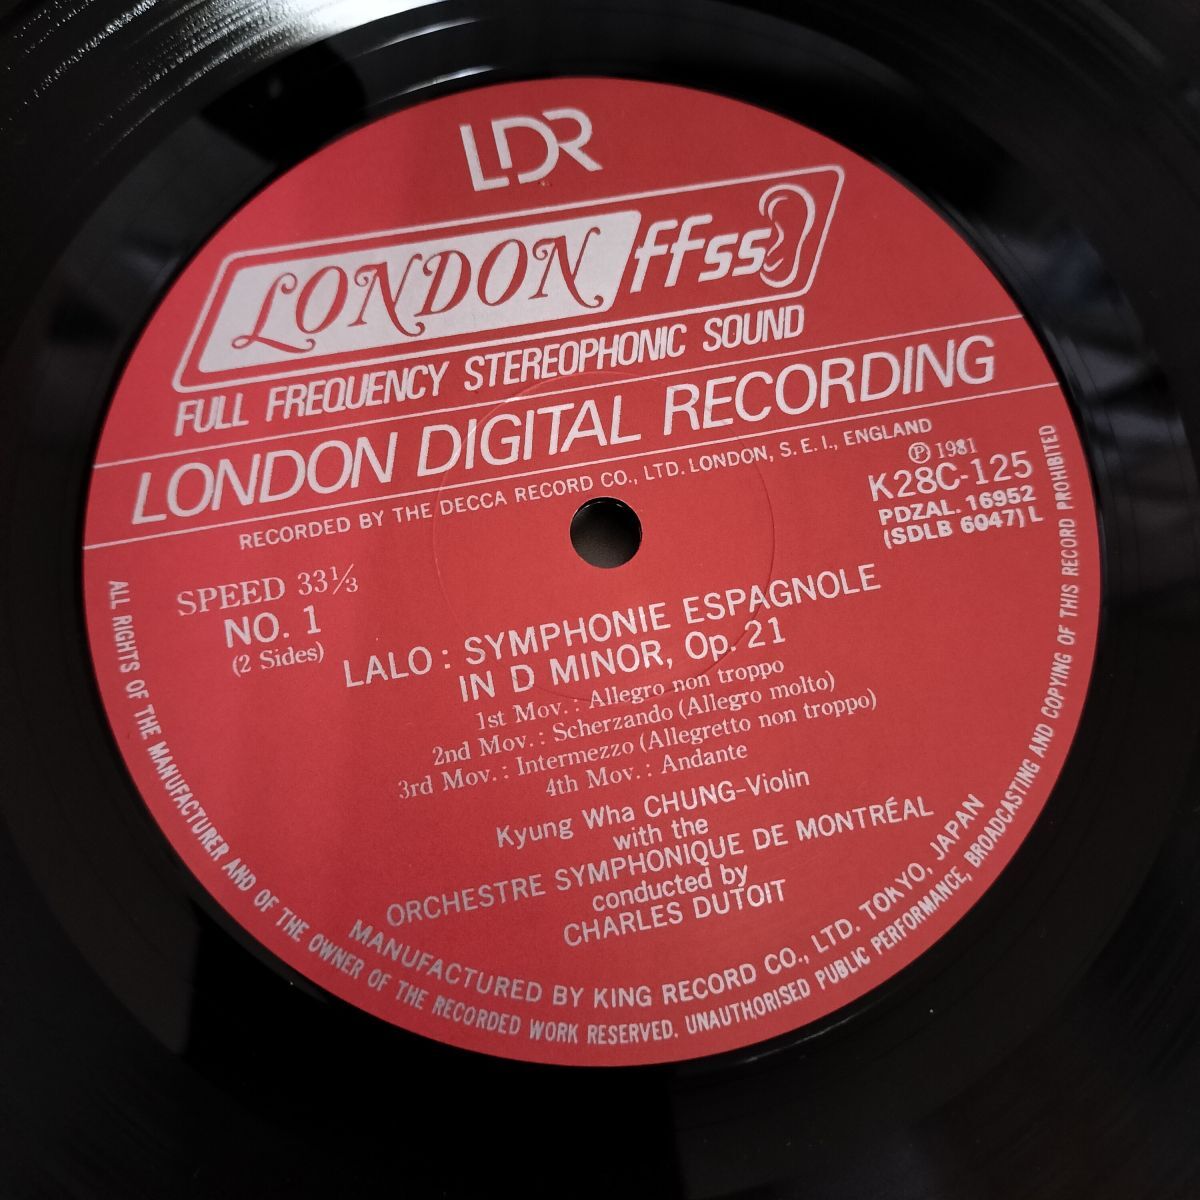 LDR
LONDON ffss
FULL FREQUENCY STEREOPHONIC SOUND
LONDON DIGITAL RECORDING
RECORDED BY THE DECCA RECORD CO., LTD. LONDON, S. E. I., ENGLAND
℗ 1981
K28C-125
PDZAL. 16952
(SDLB 6047) L
SPEED 33⅓
NO. 1
(2 Sides)
LALO : SYMPHONIE ESPAGNOLE
IN D MINOR, Op. 21
1st Mov. : Allegro non troppo
2nd Mov. : Scherzando (Allegro molto)
3rd Mov. : Intermezzo (Allegretto non troppo)
4th Mov. : Andante
Kyung Wha CHUNG-Violin
with the
ORCHESTRE SYMPHONIQUE DE MONTRÉAL
conducted by
CHARLES DUTOIT
MANUFACTURED BY KING RECORD CO., LTD. TOKYO, JAPAN
ALL RIGHTS OF THE MANUFACTURER AND OF THE OWNER OF THE RECORDED WORK RESERVED. UNAUTHORISED PUBLIC PERFORMANCE, BROADCASTING AND COPYING OF THIS RECORD PROHIBITED